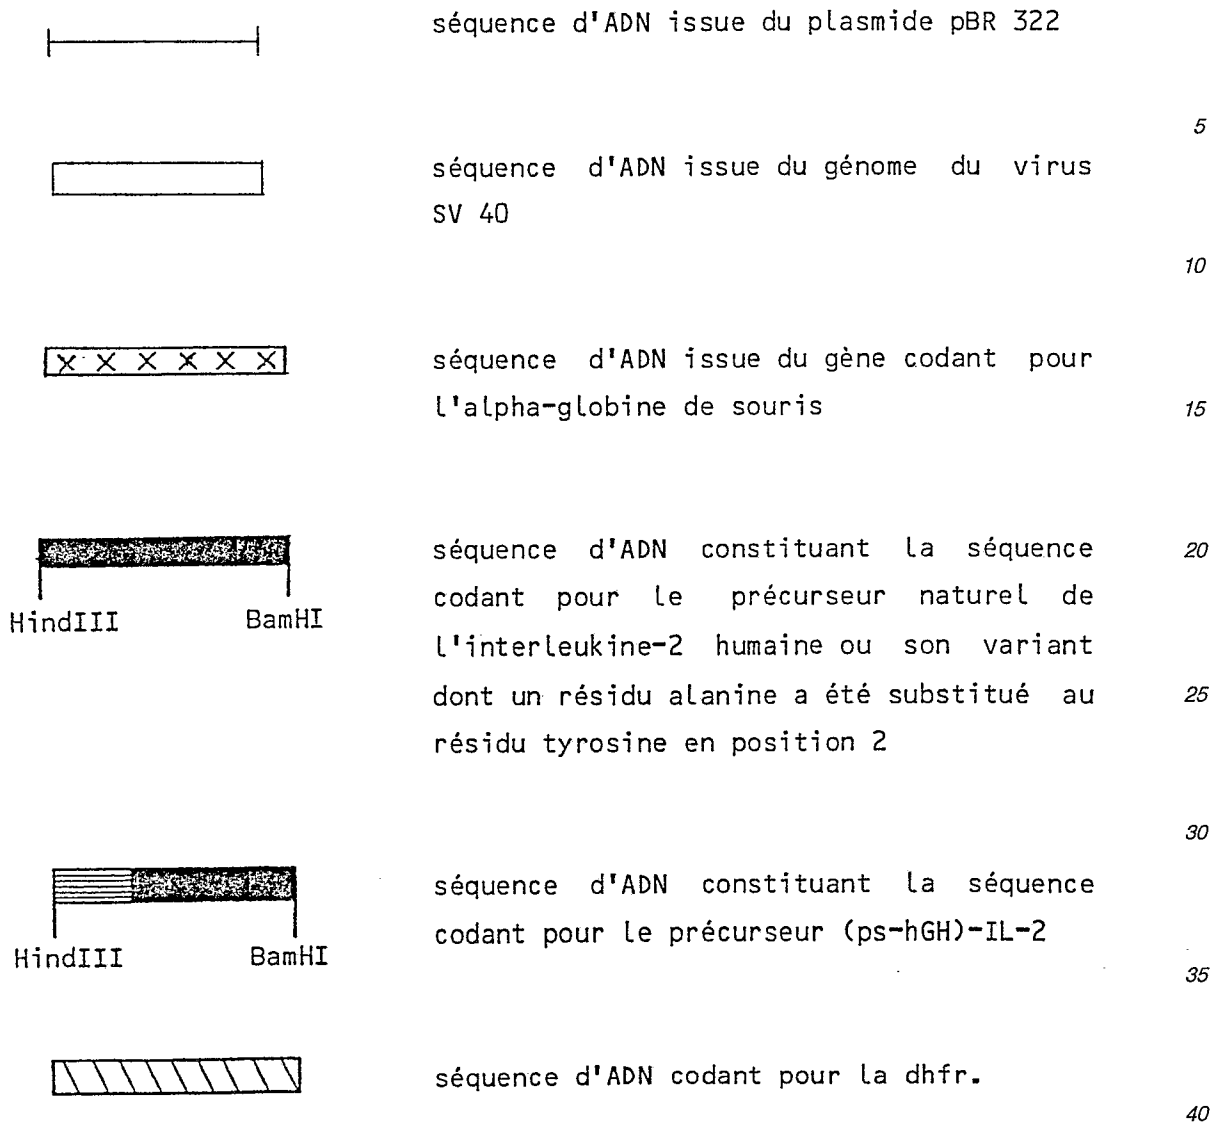 séquence d'ADN issue du plasmide pBR 322
5
séquence d'ADN issue du génome du virus
SV 40
10
X X X X X X
séquence d'ADN issue du gène codant pour
l'alpha-globine de souris
15
séquence d'ADN constituant la séquence
20
codant pour le précurseur naturel de
HindIII BamHI
l'interleukine-2 humaine ou son variant
dont un résidu alanine a été substitué au
25
résidu tyrosine en position 2
30
séquence d'ADN constituant la séquence
codant pour le précurseur (ps-hGH)-IL-2
HindIII BamHI
35
séquence d'ADN codant pour la dhfr.
40